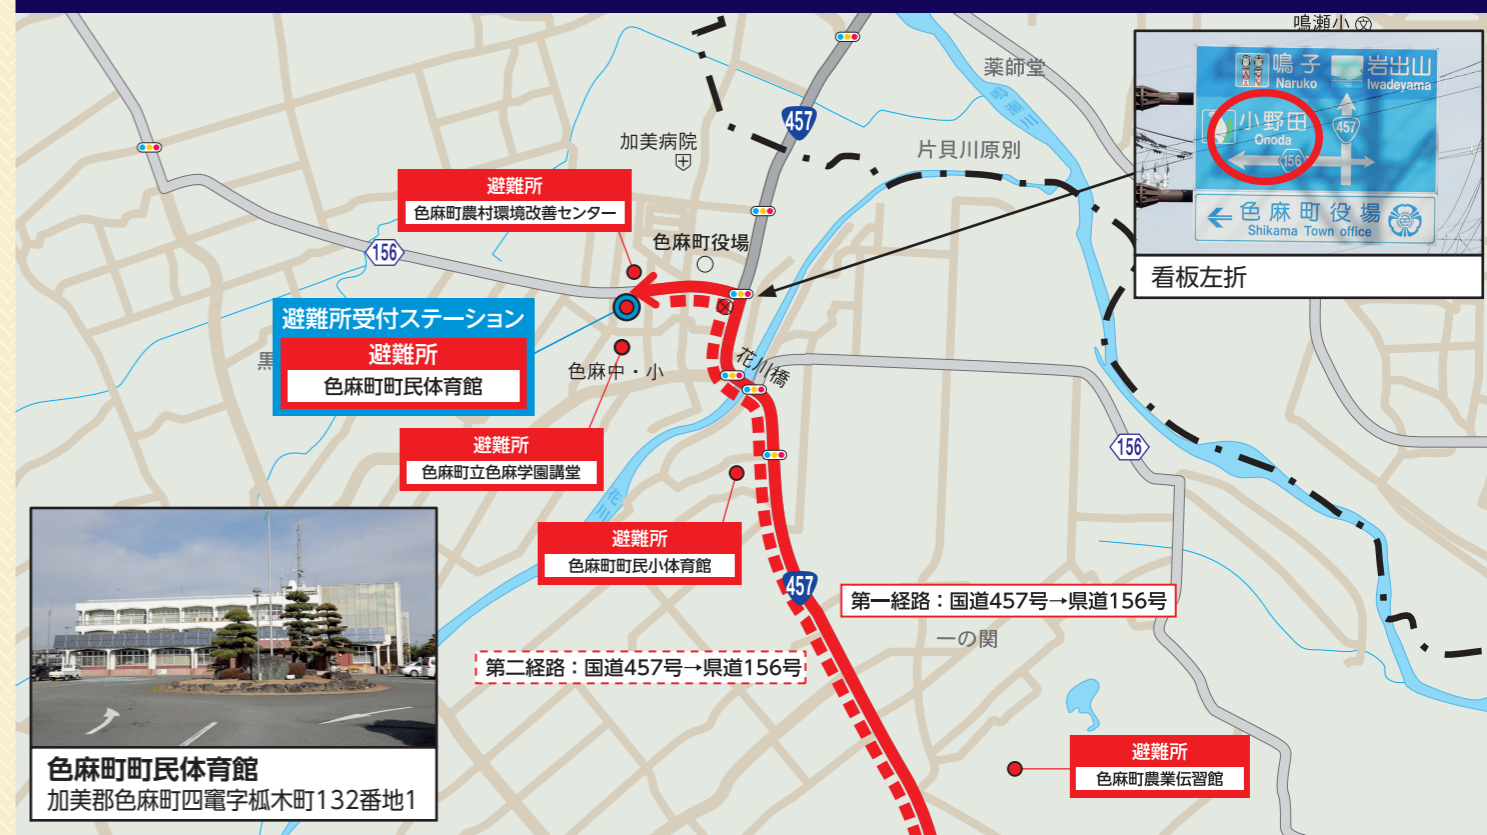 鳴瀬小
文
薬師堂
鳴瀬川
457
加美病院
片貝川原別
鳴子
Naruko
岩出山
Iwadeyama
小野田
Onoda
457
156
色麻町役場
Shikama Town office
看板左折
避難所
色麻町農村環境改善センター
色麻町役場
156
避難所受付ステーション
避難所
色麻町町民体育館
黒
色麻中・小
花川橋
156
避難所
色麻町立色麻学園講堂
花川
避難所
色麻町町民小体育館
457
第一経路：国道457号→県道156号
一の関
第二経路：国道457号→県道156号
避難所
色麻町農業伝習館
色麻町町民体育館
加美郡色麻町四竈字柧木町132番地1